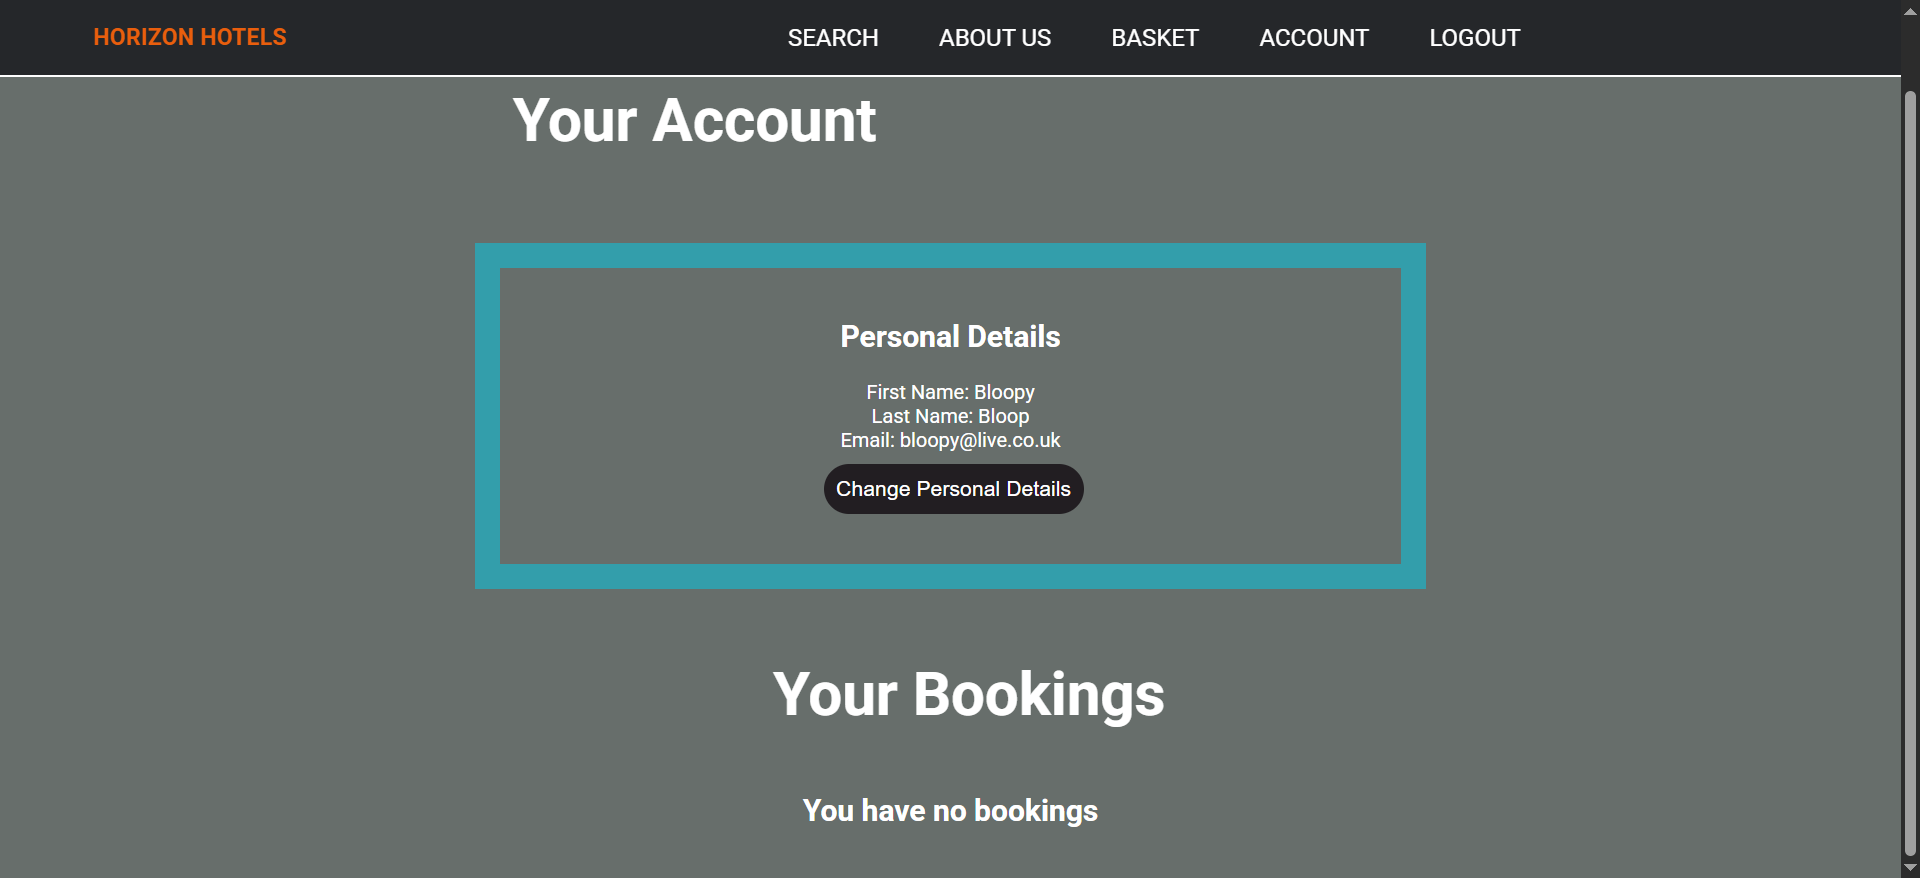 HORIZON HOTELS
SEARCH ABOUT US BASKET ACCOUNT LOGOUT
Your Account
Personal Details
First Name: Bloopy
Last Name: Bloop
Email: bloopy@live.co.uk
Change Personal Details
Your Bookings
You have no bookings